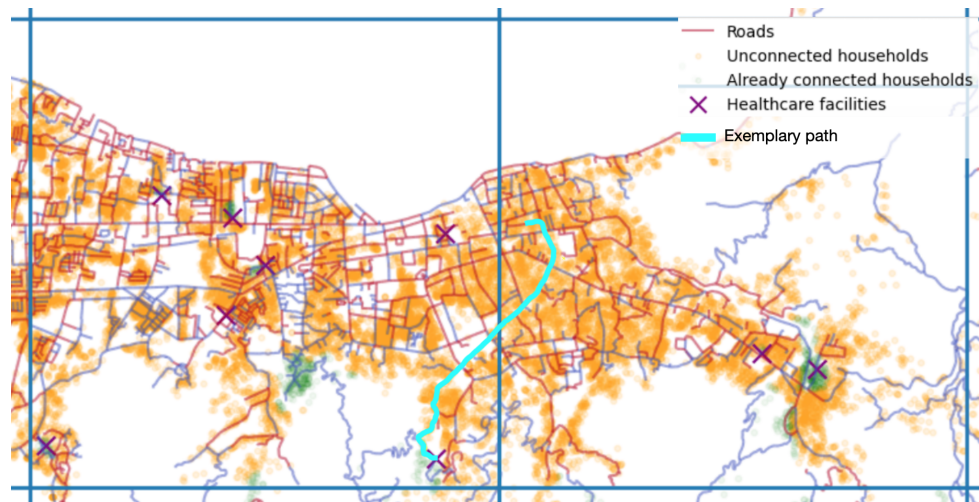 Roads
Unconnected households
Already connected households
Healthcare facilities
Exemplary path